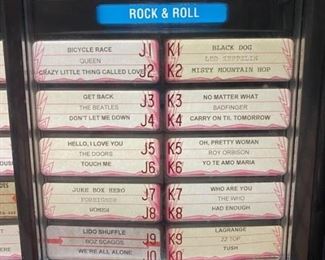 ROCK & ROLL
BICYCLE RACE J1
QUEEN
CRAZY LITTLE THING CALLED LOVE J2
K1 BLACK DOG
LED ZEPPELIN
K2 MISTY MOUNTAIN HOP
GET BACK J3
THE BEATLES
DON'T LET ME DOWN J4
K3 NO MATTER WHAT
BADFINGER
K4 CARRY ON TIL TOMORROW
HELLO, I LOVE YOU J5
THE DOORS
TOUCH ME J6
K5 OH, PRETTY WOMAN
ROY ORBISON
K6 YO TE AMO MARIA
JUKE BOX HERO J7
FOREIGNER
J8
K7 WHO ARE YOU
THE WHO
K8 HAD ENOUGH
LIDO SHUFFLE J9
BOZ SCAGGS
WE'RE ALL ALONE
K9 LAGRANGE
ZZ TOP
TUSH